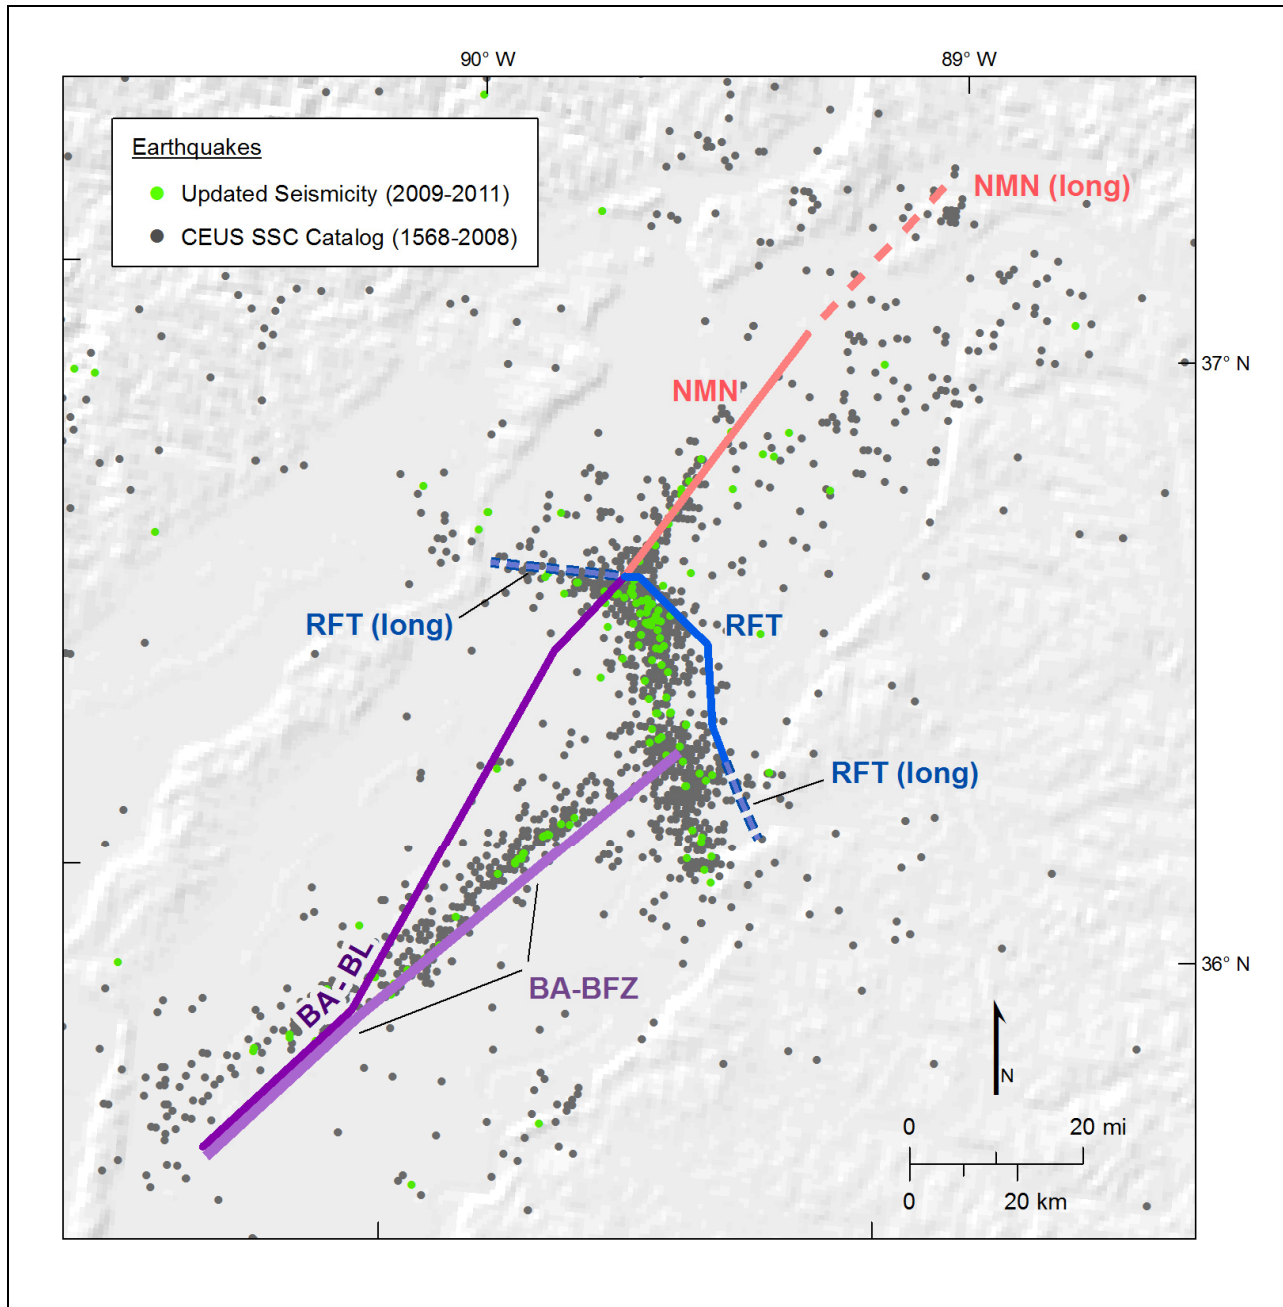 90° W
89° W
Earthquakes
Updated Seismicity (2009-2011)
CEUS SSC Catalog (1568-2008)
NMN (long)
37° N
NMN
RFT (long)
RFT
RFT (long)
BA - BL
BA-BFZ
36° N
N
0 20 mi
0 20 km